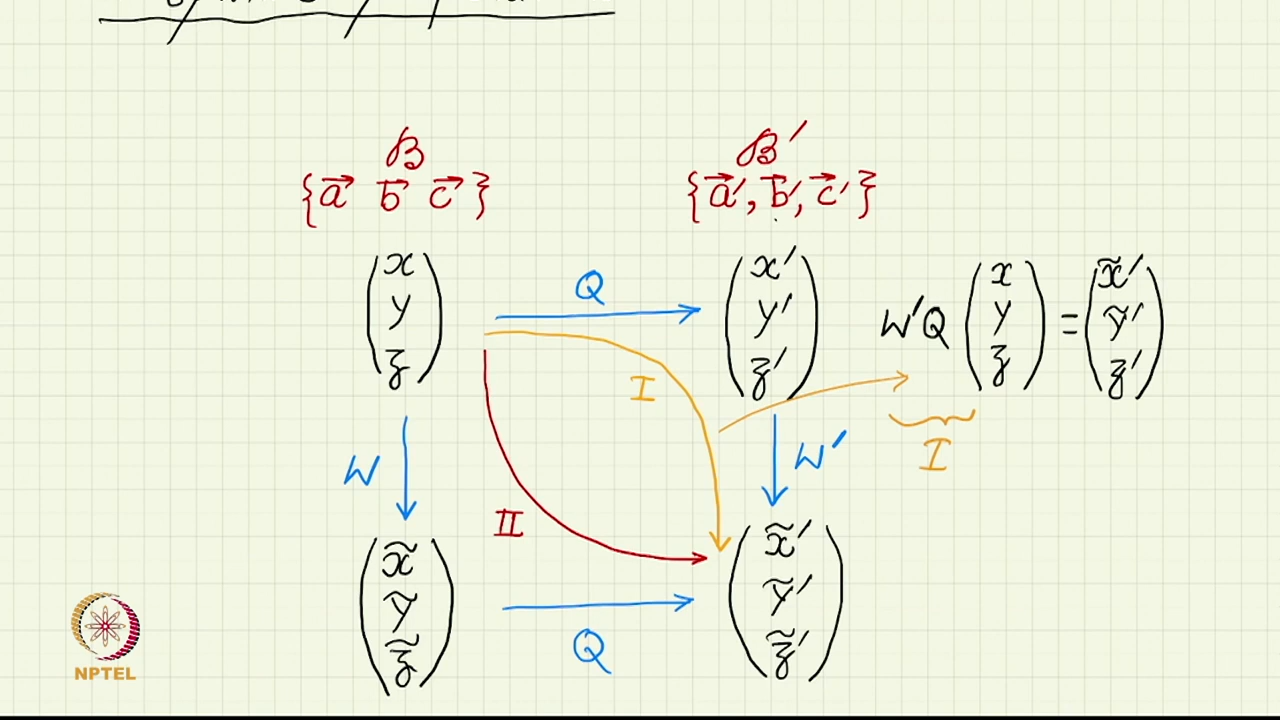 B B′
{a⃗ b⃗ c⃗} {a⃗′, b⃗′, c⃗′}
(x y z) Q (x′ y′ z′) W′Q (x y z) = (x̃′ ỹ′ z̃′)
I
I
W W′
II
(x̃ ỹ z̃) Q (x̃′ ỹ′ z̃′)
NPTEL